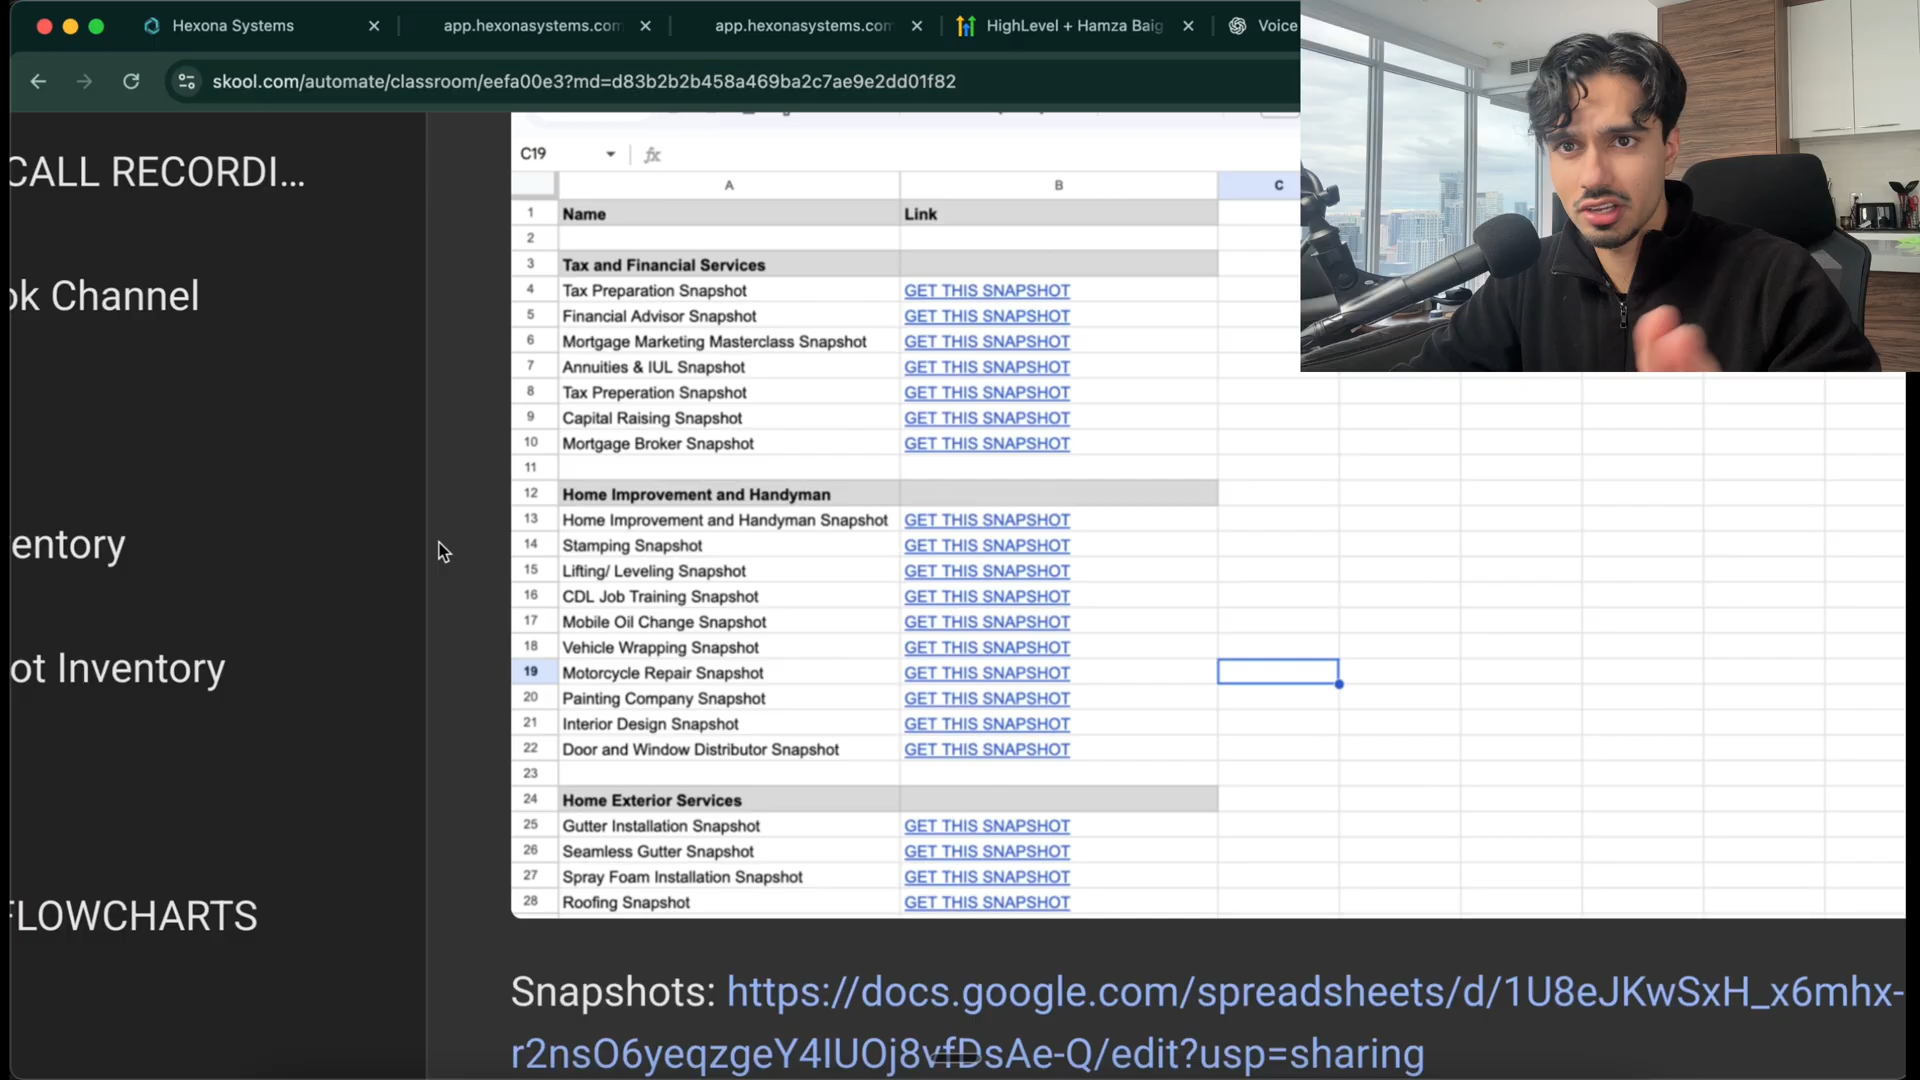 Hexona Systems
app.hexonasystems.com
app.hexonasystems.com
HighLevel + Hamza Baig
Voice
skool.com/automate/classroom/eefa00e3?md=d83b2b2b458a469ba2c7ae9e2dd01f82
CALL RECORDI...
ok Channel
entory
ot Inventory
FLOWCHARTS
C19
fx
A B C
1 Name Link
2
3 Tax and Financial Services
4 Tax Preparation Snapshot GET THIS SNAPSHOT
5 Financial Advisor Snapshot GET THIS SNAPSHOT
6 Mortgage Marketing Masterclass Snapshot GET THIS SNAPSHOT
7 Annuities & IUL Snapshot GET THIS SNAPSHOT
8 Tax Preperation Snapshot GET THIS SNAPSHOT
9 Capital Raising Snapshot GET THIS SNAPSHOT
10 Mortgage Broker Snapshot GET THIS SNAPSHOT
11
12 Home Improvement and Handyman
13 Home Improvement and Handyman Snapshot GET THIS SNAPSHOT
14 Stamping Snapshot GET THIS SNAPSHOT
15 Lifting/ Leveling Snapshot GET THIS SNAPSHOT
16 CDL Job Training Snapshot GET THIS SNAPSHOT
17 Mobile Oil Change Snapshot GET THIS SNAPSHOT
18 Vehicle Wrapping Snapshot GET THIS SNAPSHOT
19 Motorcycle Repair Snapshot GET THIS SNAPSHOT
20 Painting Company Snapshot GET THIS SNAPSHOT
21 Interior Design Snapshot GET THIS SNAPSHOT
22 Door and Window Distributor Snapshot GET THIS SNAPSHOT
23
24 Home Exterior Services
25 Gutter Installation Snapshot GET THIS SNAPSHOT
26 Seamless Gutter Snapshot GET THIS SNAPSHOT
27 Spray Foam Installation Snapshot GET THIS SNAPSHOT
28 Roofing Snapshot GET THIS SNAPSHOT
Snapshots: https://docs.google.com/spreadsheets/d/1U8eJKwSxH_x6mhx-
r2nsO6yeqzgeY4IUOj8vfDsAe-Q/edit?usp=sharing